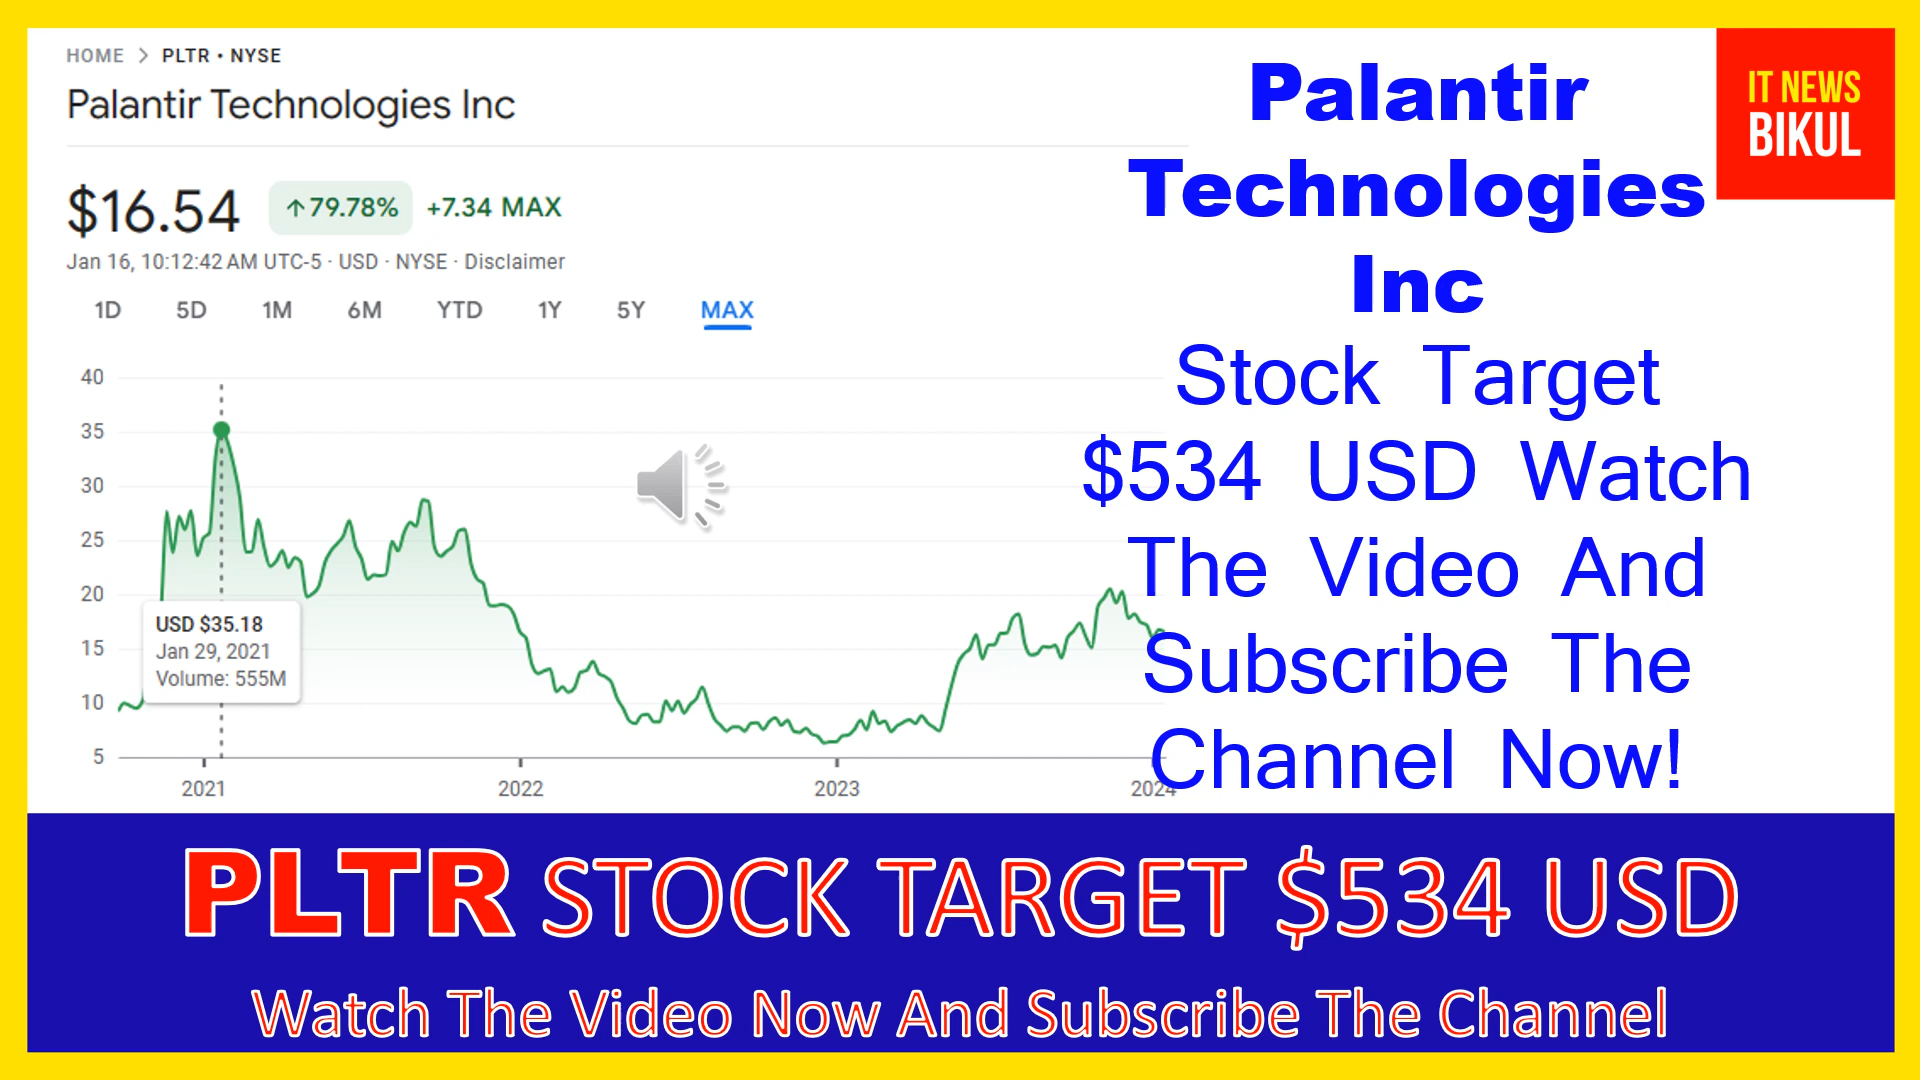 HOME > PLTR • NYSE
Palantir Technologies Inc
$16.54 ↑79.78% +7.34 MAX
Jan 16, 10:12:42 AM UTC-5 · USD · NYSE · Disclaimer
1D 5D 1M 6M YTD 1Y 5Y MAX
40
35
30
25
20
15
10
5
USD $35.18
Jan 29, 2021
Volume: 555M
2021 2022 2023 2024
Palantir
Technologies
Inc
Stock Target
$534 USD Watch
The Video And
Subscribe The
Channel Now!
IT NEWS
BIKUL
PLTR STOCK TARGET $534 USD
Watch The Video Now And Subscribe The Channel